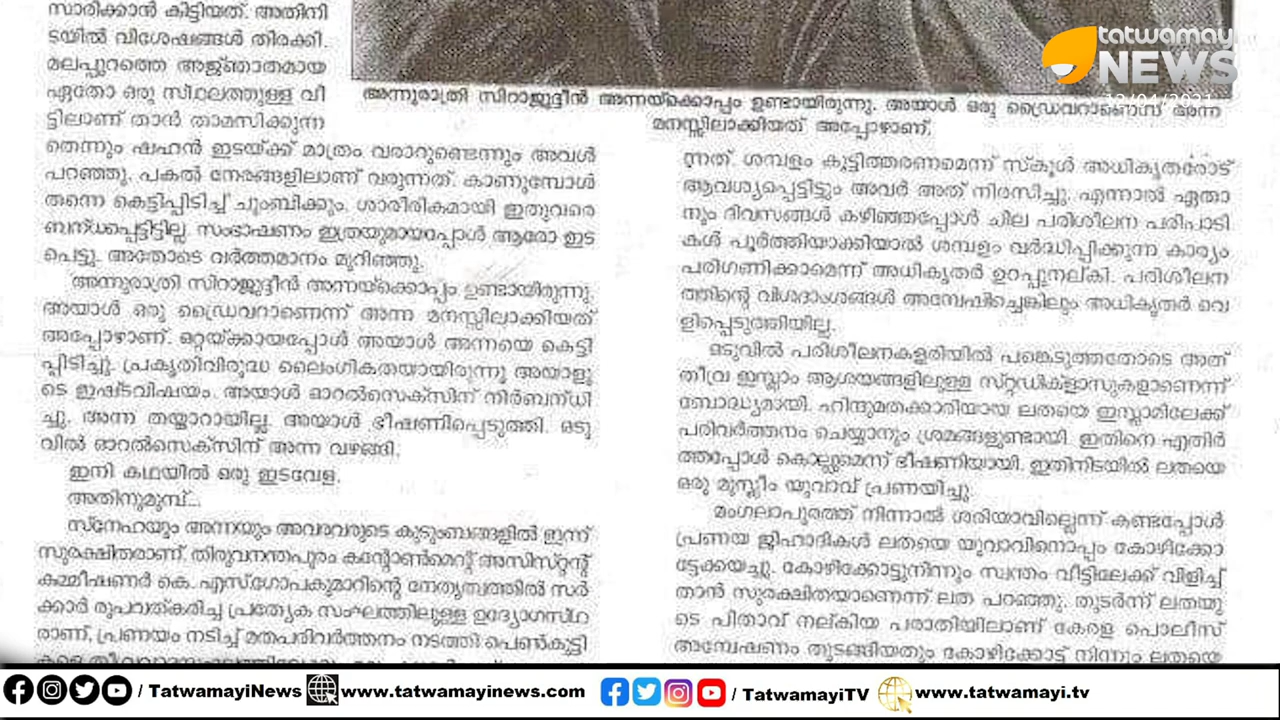 സാരിക്കാൻ കിട്ടിയത്. അതിനി
ടയിൽ വിശേഷങ്ങൾ തിരക്കി.
മലപ്പുറത്തെ അജ്ഞാതമായ
ഏതോ ഒരു സ്ഥലത്തുള്ള വീ
ട്ടിലാണ് താൻ താമസിക്കുന്ന
തെന്നും ഷഹൻ ഇടയ്ക്ക് മാത്രം വരാറുണ്ടെന്നും അവൾ
പറഞ്ഞു. പകൽ നേരങ്ങളിലാണ് വരുന്നത്. കാണുമ്പോൾ
തന്നെ കെട്ടിപ്പിടിച്ച് ചുംബിക്കും. ശാരീരികമായി ഇതുവരെ
ബന്ധപ്പെട്ടിട്ടില്ല. സംഭാഷണം ഇത്രയുമായപ്പോൾ ആരോ ഇട
പെട്ടു. അതോടെ വർത്തമാനം മുറിഞ്ഞു.
അന്നുരാത്രി സിറാജുദ്ദീൻ അന്നയ്ക്കൊപ്പം ഉണ്ടായിരുന്നു.
അയാൾ ഒരു ഡ്രൈവറാണെന്ന് അന്ന മനസ്സിലാക്കിയത്
അപ്പോഴാണ്. ഒറ്റയ്ക്കായപ്പോൾ അയാൾ അന്നയെ കെട്ടി
പ്പിടിച്ചു. പ്രകൃതിവിരുദ്ധ ലൈംഗികതയായിരുന്നു അയാളു
ടെ ഇഷ്ടവിഷയം. അയാൾ ഓറൽസെക്സിന് നിർബന്ധി
ച്ചു. അന്ന തയ്യാറായില്ല. അയാൾ ഭീഷണിപ്പെടുത്തി. ഒടു
വിൽ ഓറൽസെക്സിന് അന്ന വഴങ്ങി.
ഇനി കഥയിൽ ഒരു ഇടവേള.
അതിനുമുമ്പ്...
സ്നേഹയും അന്നയും അവരവരുടെ കുടുംബങ്ങളിൽ ഇന്ന്
സുരക്ഷിതരാണ്. തിരുവനന്തപുരം കന്റോൺമെന്റ് അസിസ്റ്റന്റ്
കമ്മീഷണർ കെ. എസ്.ഗോപകുമാറിന്റെ നേതൃത്വത്തിൽ സർ
ക്കാർ രൂപവത്കരിച്ച പ്രത്യേക സംഘത്തിലുള്ള ഉദ്യോഗസ്ഥ
രാണ്, പ്രണയം നടിച്ച് മതപരിവർത്തനം നടത്തി പെൺകുട്ടി
അന്നുരാത്രി സിറാജുദ്ദീൻ അന്നയ്ക്കൊപ്പം ഉണ്ടായിരുന്നു. അയാൾ ഒരു ഡ്രൈവറാണെന്ന് അന്ന
മനസ്സിലാക്കിയത് അപ്പോഴാണ്.
ന്നത്. ശമ്പളം കൂട്ടിത്തരണമെന്ന് സ്കൂൾ അധികൃതരോട്
ആവശ്യപ്പെട്ടിട്ടും അവർ അത് നിരസിച്ചു. എന്നാൽ ഏതാ
നും ദിവസങ്ങൾ കഴിഞ്ഞപ്പോൾ ചില പരിശീലന പരിപാടി
കൾ പൂർത്തിയാക്കിയാൽ ശമ്പളം വർദ്ധിപ്പിക്കുന്ന കാര്യം
പരിഗണിക്കാമെന്ന് അധികൃതർ ഉറപ്പുനല്കി. പരിശീലന
ത്തിന്റെ വിശദാംശങ്ങൾ അന്വേഷിച്ചെങ്കിലും അധികൃതർ വെ
ളിപ്പെടുത്തിയില്ല.
ഒടുവിൽ പരിശീലനകളരിയിൽ പങ്കെടുത്തതോടെ അത്
തീവ്ര ഇസ്ലാം ആശയങ്ങളിലുള്ള സ്റ്റഡിക്ളാസുകളാണെന്ന്
ബോദ്ധ്യമായി. ഹിന്ദുമതക്കാരിയായ ലതയെ ഇസ്ലാമിലേക്ക്
പരിവർത്തനം ചെയ്യാനും ശ്രമങ്ങളുണ്ടായി. ഇതിനെ എതിർ
ത്തപ്പോൾ കൊല്ലുമെന്ന് ഭീഷണിയായി. ഇതിനിടയിൽ ലതയെ
ഒരു മുസ്ലീം യുവാവ് പ്രണയിച്ചു.
മംഗലാപുരത്ത് നിന്നാൽ ശരിയാവില്ലെന്ന് കണ്ടപ്പോൾ
പ്രണയ ജിഹാദികൾ ലതയെ യുവാവിനൊപ്പം കോഴിക്കോ
ട്ടേക്കയച്ചു. കോഴിക്കോട്ടുനിന്നും സ്വന്തം വീട്ടിലേക്ക് വിളിച്ച്
താൻ സുരക്ഷിതയാണെന്ന് ലത പറഞ്ഞു. തുടർന്ന് ലതയു
ടെ പിതാവ് നല്കിയ പരാതിയിലാണ് കേരള പൊലീസ്
അന്വേഷണം തുടങ്ങിയതും കോഴിക്കോട്ട് നിന്നും ലതയെ
tatwamayi
NEWS
12/04/2021
/ TatwamayiNews www.tatwamayinews.com / TatwamayiTV www.tatwamayi.tv